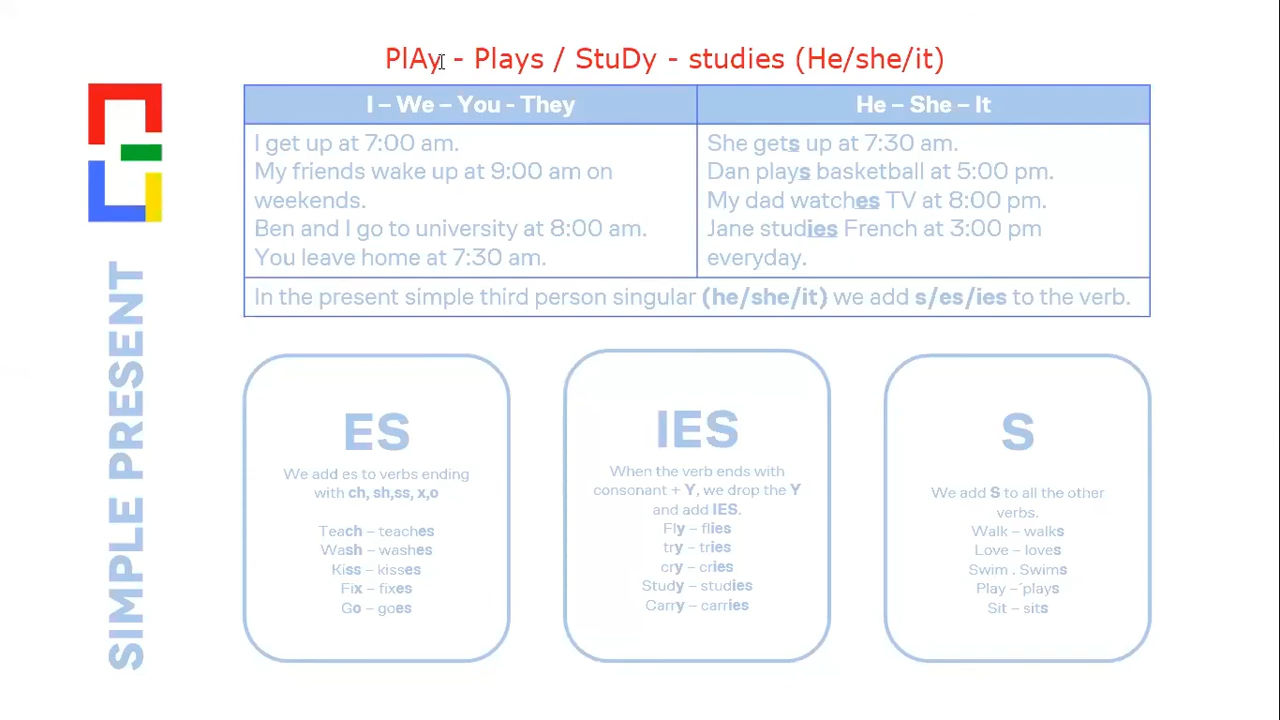 PlAy - Plays / StuDy - studies (He/she/it)
I – We – You - They
He – She – It
I get up at 7:00 am.
My friends wake up at 9:00 am on
weekends.
Ben and I go to university at 8:00 am.
You leave home at 7:30 am.
She gets up at 7:30 am.
Dan plays basketball at 5:00 pm.
My dad watches TV at 8:00 pm.
Jane studies French at 3:00 pm
everyday.
In the present simple third person singular (he/she/it) we add s/es/ies to the verb.
SIMPLE PRESENT
ES
We add es to verbs ending
with ch, sh,ss, x,o
Teach – teaches
Wash – washes
Kiss – kisses
Fix – fixes
Go – goes
IES
When the verb ends with
consonant + Y, we drop the Y
and add IES.
Fly – flies
try – tries
cry – cries
Study – studies
Carry – carries
S
We add S to all the other
verbs.
Walk – walks
Love – loves
Swim . Swims
Play –´plays
Sit – sits